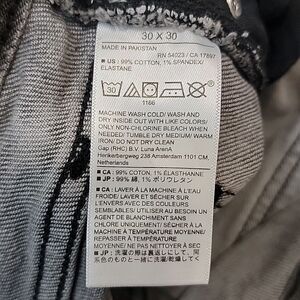 30 X 30
MADE IN PAKISTAN RN 54023 / CA 17897
■ US : 99% COTTON, 1% SPANDEX/
ELASTANE
30
1166
MACHINE WASH COLD/ WASH AND
DRY INSIDE OUT WITH LIKE COLORS/
ONLY NON-CHLORINE BLEACH WHEN
NEEDED/ TUMBLE DRY MEDIUM/ WARM
IRON/ DO NOT DRY CLEAN
Gap (RHC) B.V. Luna ArenA
Herikerbergweg 238 Amsterdam 1101 CM,
Netherlands
■ CA : 99% COTON, 1% ÉLASTHANNE
■ JP : 綿 99%, 1% ポリウレタン
■ CA : LAVER À LA MACHINE À L'EAU
FROIDE/ LAVER ET SÉCHER SUR
L'ENVERS AVEC DES COULEURS
SEMBLABLES/ UTILISER AU BESOIN UN
AGENT DE BLANCHIMENT SANS
CHLORE UNIQUEMENT / SÉCHER À LA
MACHINE À TEMPÉRATURE MOYENNE/
REPASSER À TEMPÉRATURE
MOYENNE/ NE PAS NETTOYER À SEC
■ JP : 洗濯の際は裏返し